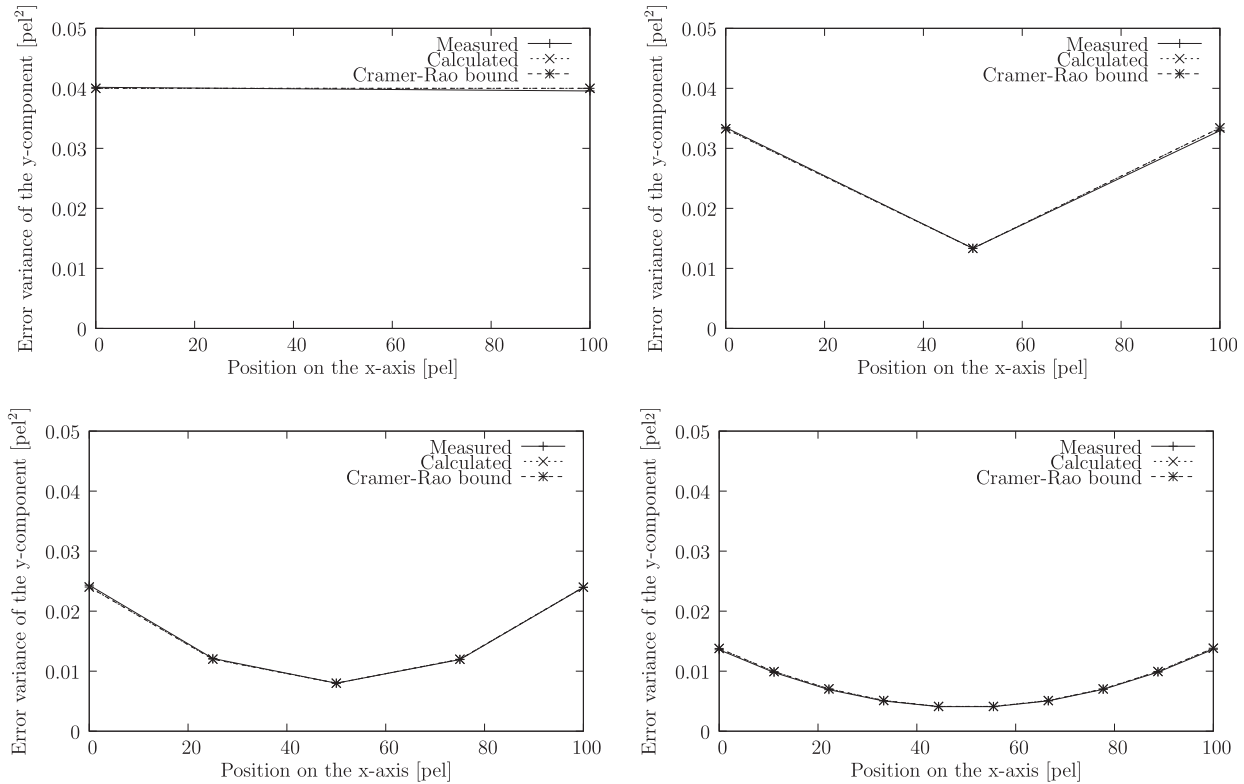 Error variance of the y-component [pel²]
0.05
0.04
0.03
0.02
0.01
0
Measured
Calculated
Cramer-Rao bound
0 20 40 60 80 100
Position on the x-axis [pel]
Error variance of the y-component [pel²]
0.05
0.04
0.03
0.02
0.01
0
Measured
Calculated
Cramer-Rao bound
0 20 40 60 80 100
Position on the x-axis [pel]
Error variance of the y-component [pel²]
0.05
0.04
0.03
0.02
0.01
0
Measured
Calculated
Cramer-Rao bound
0 20 40 60 80 100
Position on the x-axis [pel]
Error variance of the y-component [pel²]
0.05
0.04
0.03
0.02
0.01
0
Measured
Calculated
Cramer-Rao bound
0 20 40 60 80 100
Position on the x-axis [pel]